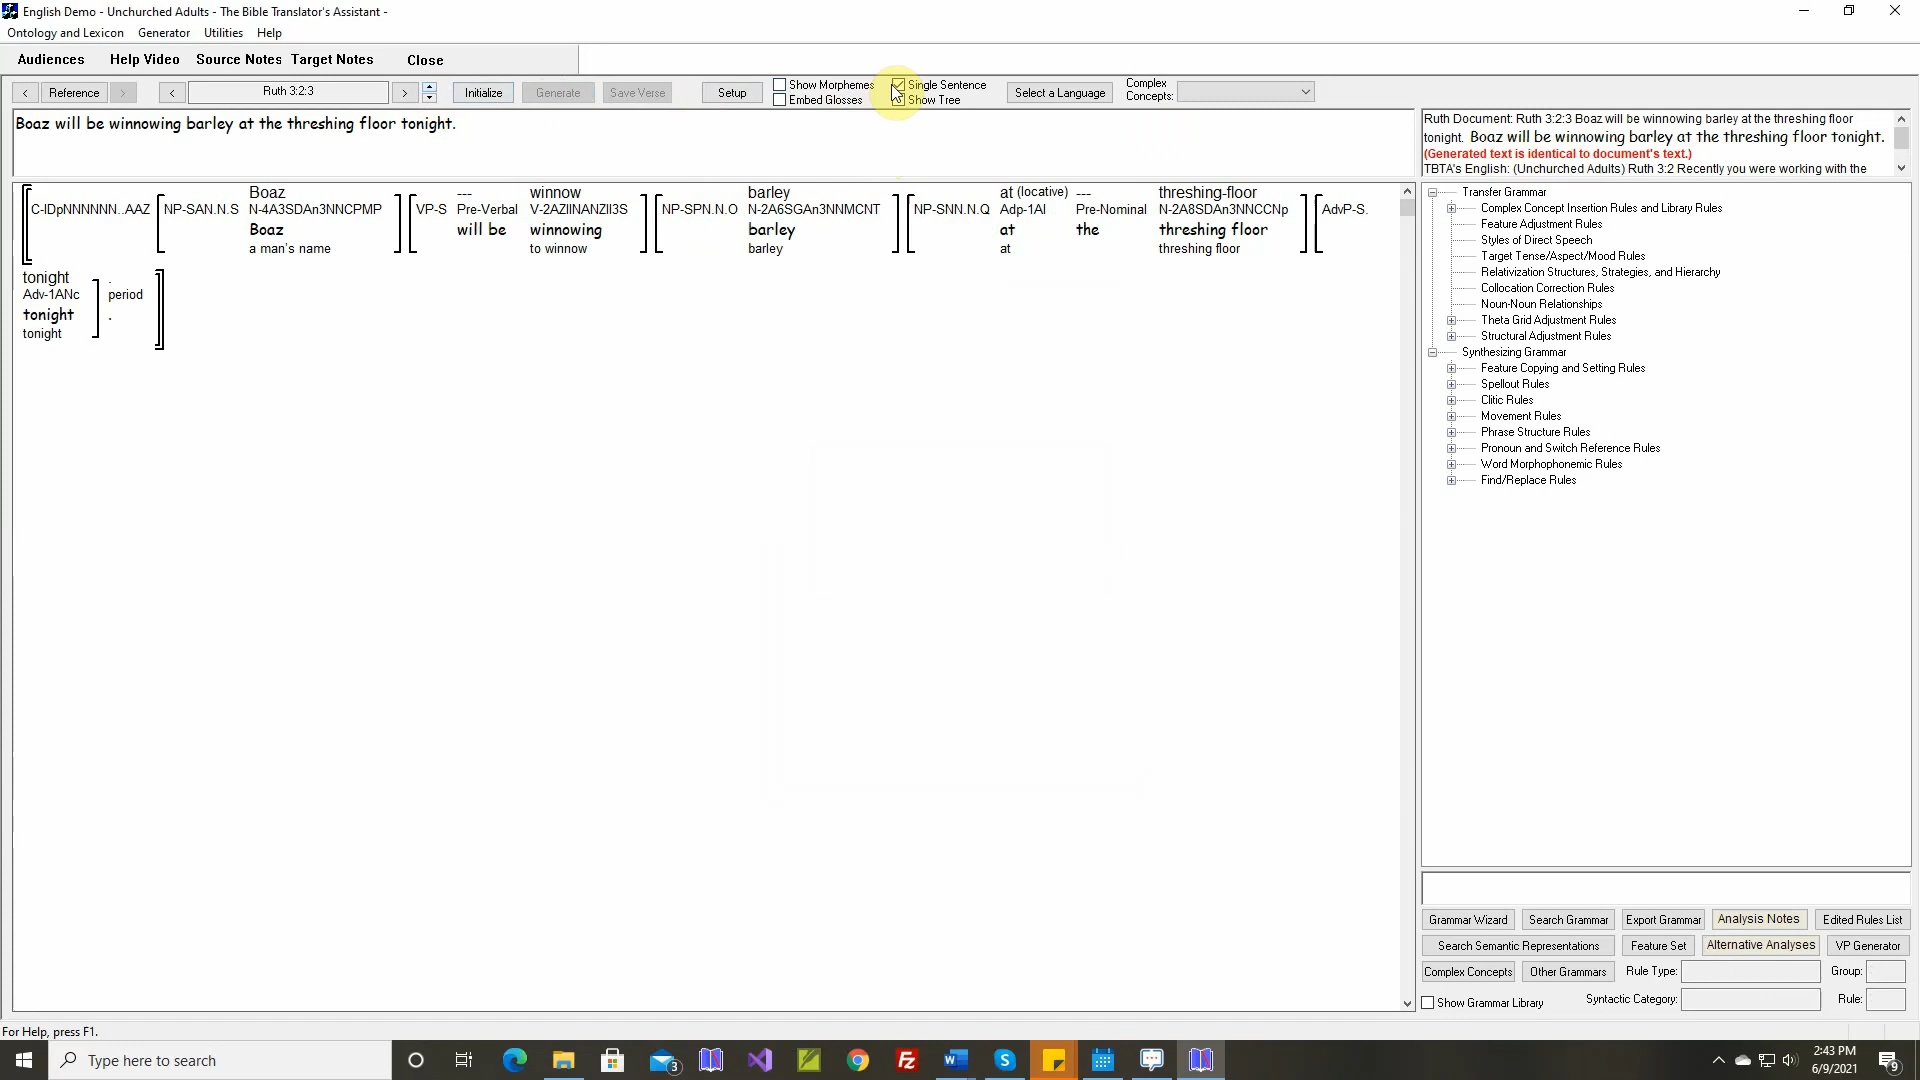 English Demo - Unchurched Adults - The Bible Translator's Assistant -
Ontology and Lexicon Generator Utilities Help
Audiences Help Video Source Notes Target Notes Close
< Reference > < Ruth 3:2:3 > Initialize Generate Save Verse Setup Show Morphemes Single Sentence Select a Language Complex Concepts:
Embed Glosses Show Tree
Boaz will be winnowing barley at the threshing floor tonight.
Ruth Document: Ruth 3:2:3 Boaz will be winnowing barley at the threshing floor
tonight. Boaz will be winnowing barley at the threshing floor tonight.
(Generated text is identical to document's text.)
TBTA's English: (Unchurched Adults) Ruth 3:2 Recently you were working with the
Boaz --- winnow barley at (locative) --- threshing-floor
C-IDpNNNNNN..AAZ NP-SAN.N.S N-4A3SDAn3NNCPMP VP-S Pre-Verbal V-2AZIINANZII3S NP-SPN.N.O N-2A6SGAn3NNMCNT NP-SNN.N.Q Adp-1AI Pre-Nominal N-2A8SDAn3NNCCNp AdvP-S.
Boaz will be winnowing barley at the threshing floor
a man's name to winnow barley at threshing floor
tonight .
Adv-1ANc period
tonight .
tonight
Transfer Grammar
Complex Concept Insertion Rules and Library Rules
Feature Adjustment Rules
Styles of Direct Speech
Target Tense/Aspect/Mood Rules
Relativization Structures, Strategies, and Hierarchy
Collocation Correction Rules
Noun-Noun Relationships
Theta Grid Adjustment Rules
Structural Adjustment Rules
Synthesizing Grammar
Feature Copying and Setting Rules
Spellout Rules
Clitic Rules
Movement Rules
Phrase Structure Rules
Pronoun and Switch Reference Rules
Word Morphophonemic Rules
Find/Replace Rules
Grammar Wizard Search Grammar Export Grammar Analysis Notes Edited Rules List
Search Semantic Representations Feature Set Alternative Analyses VP Generator
Complex Concepts Other Grammars Rule Type: Group:
Show Grammar Library Syntactic Category: Rule:
For Help, press F1.
Type here to search
3
2:43 PM
6/9/2021
9